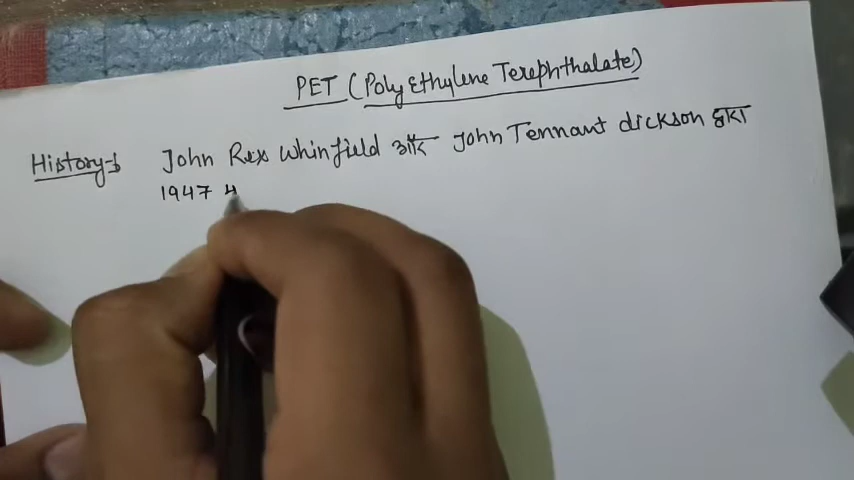 PET (Poly Ethylene Terephthalate)
History:- John Rex Whinfield और John Tennant dickson द्वारा
1947 म